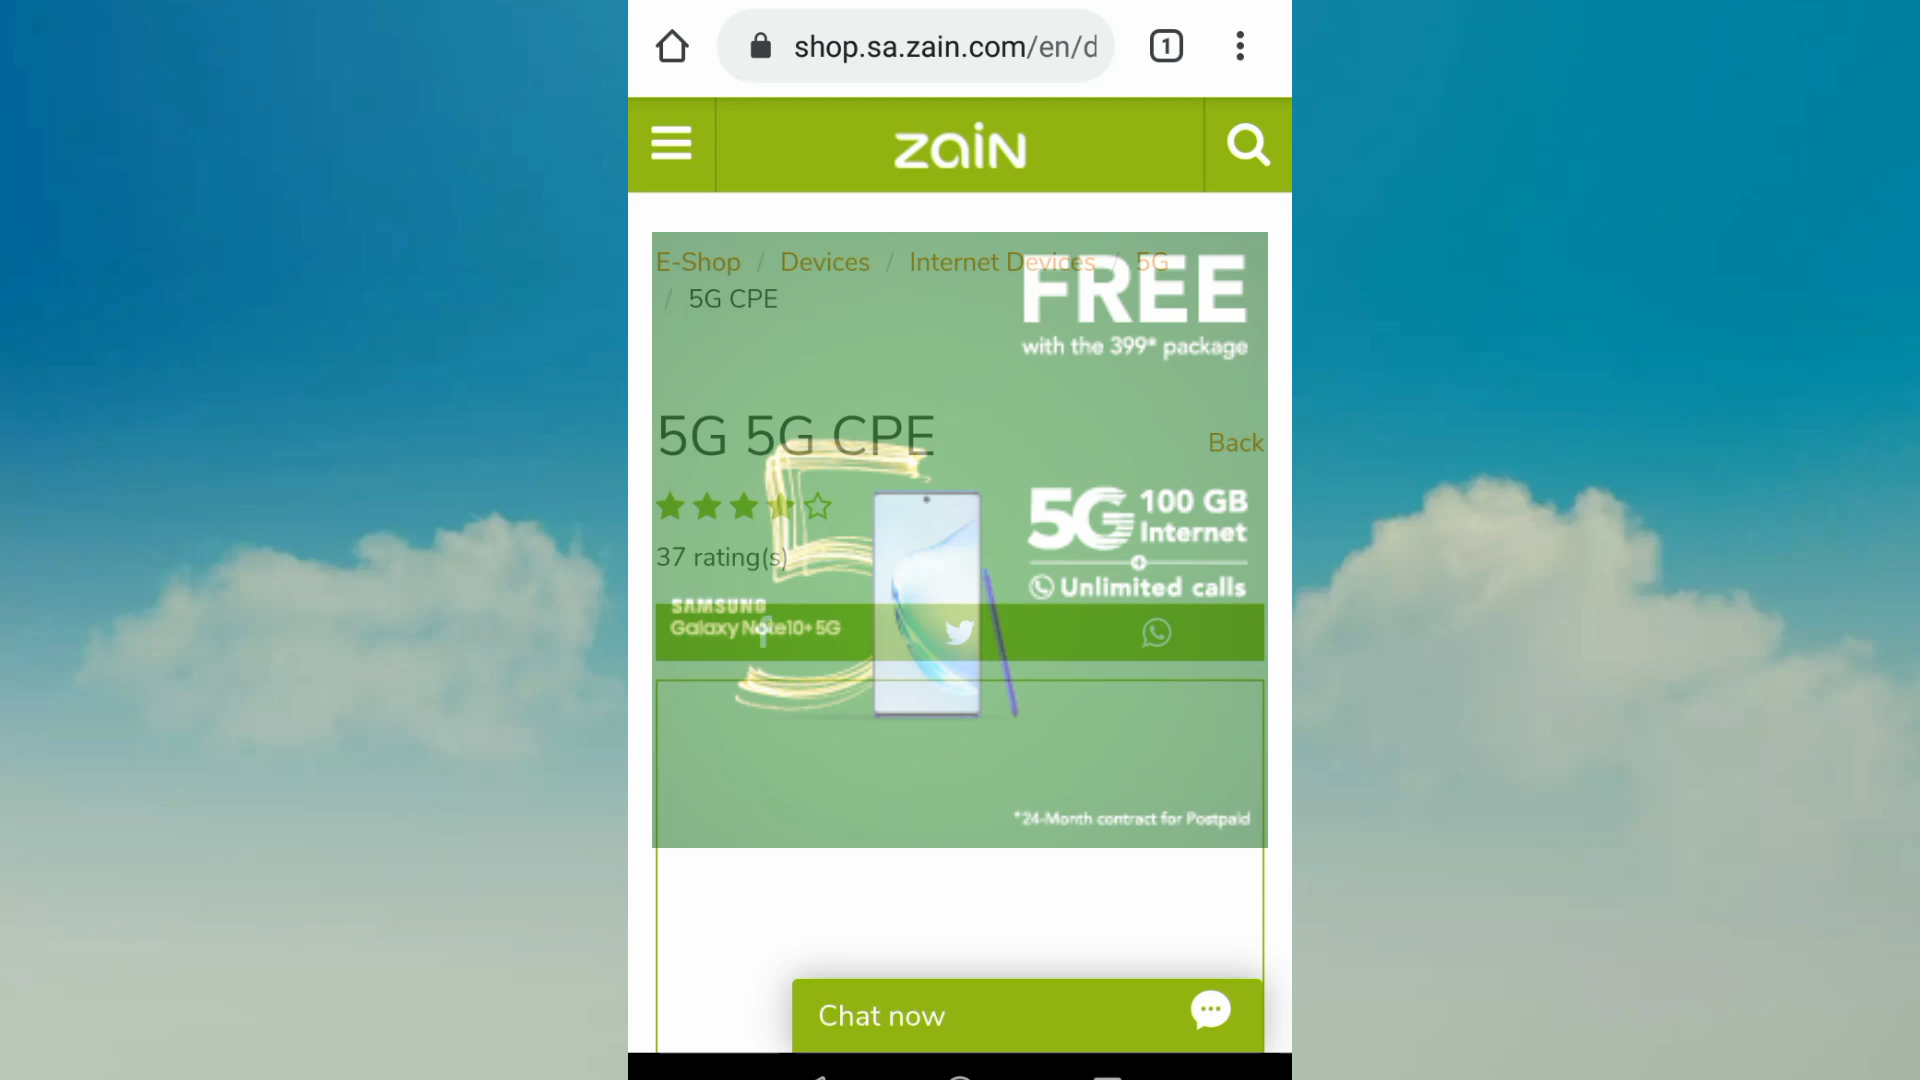 shop.sa.zain.com/en/d
1
zain
E-Shop / Devices / Internet Devices / 5G
/ 5G CPE
FREE
with the 399* package
5G 5G CPE
Back
5G 100 GB
Internet
37 rating(s)
Unlimited calls
SAMSUNG
Galaxy Note10+ 5G
*24-Month contract for Postpaid
Chat now